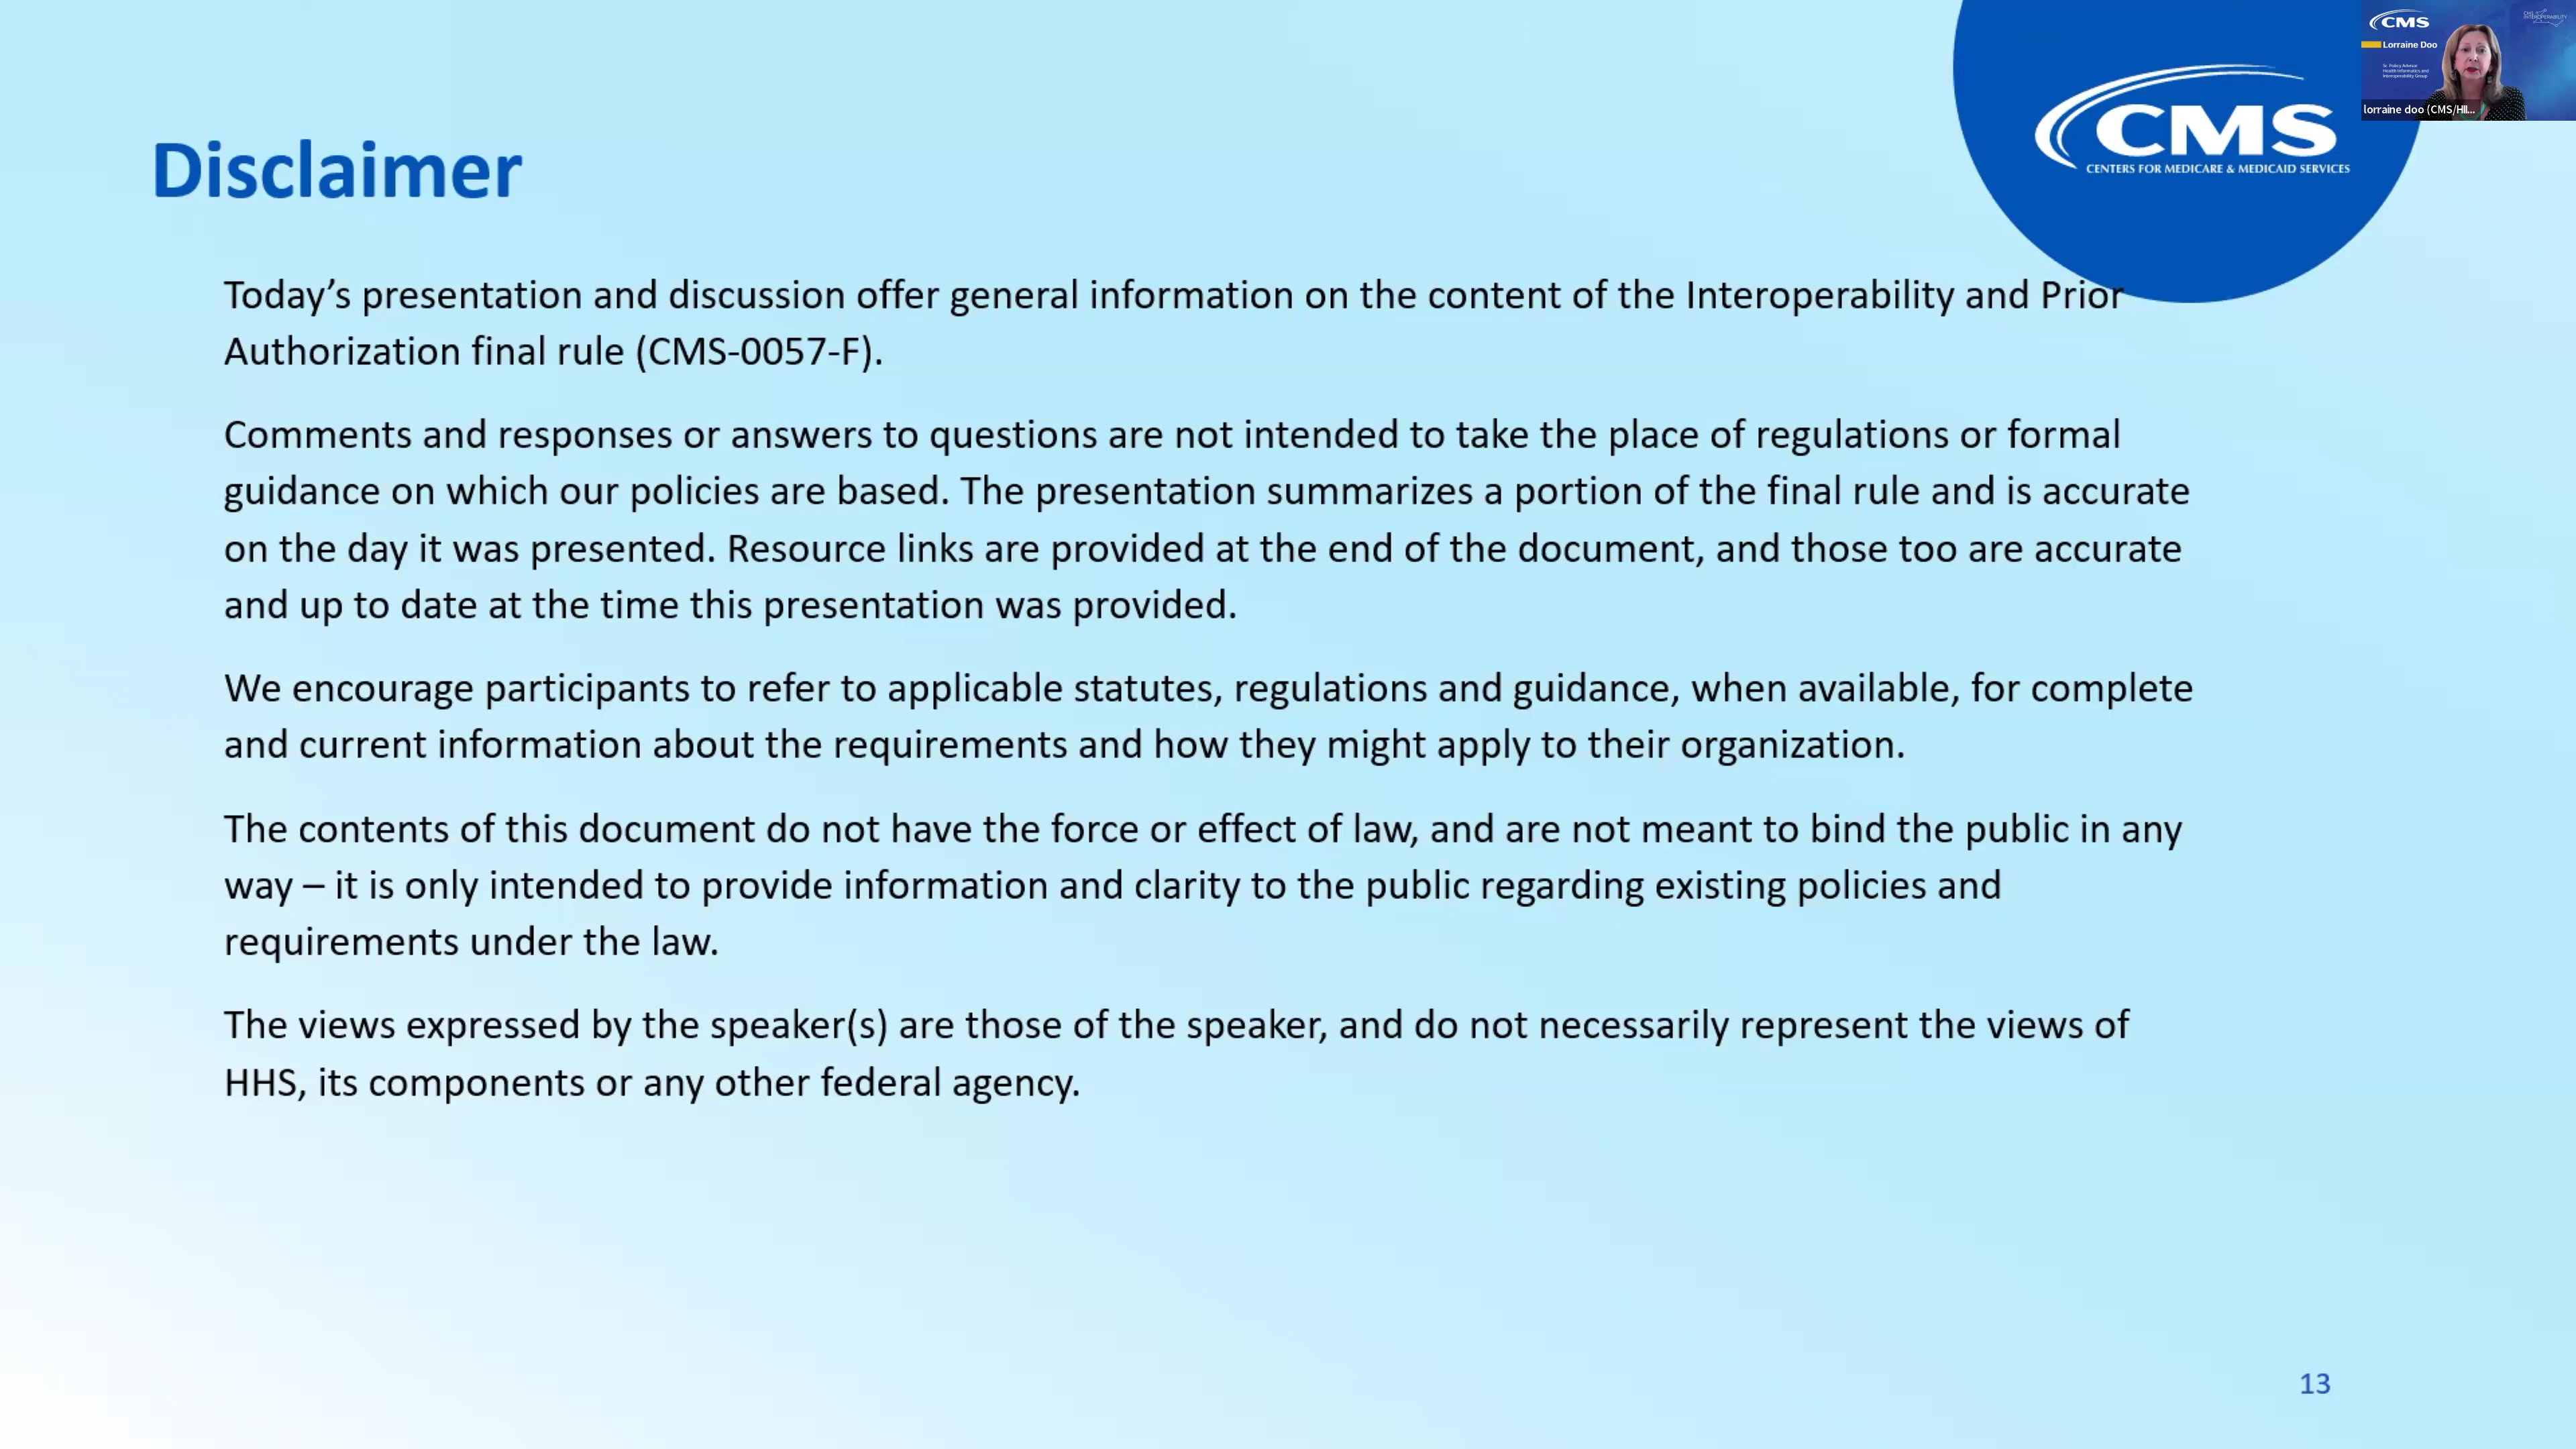 Disclaimer
CMS
CENTERS FOR MEDICARE & MEDICAID SERVICES
CMS
Lorraine Doo
Sr. Policy Advisor
Health Informatics and
Interoperability Group
lorraine doo (CMS/HII...
Today's presentation and discussion offer general information on the content of the Interoperability and Prior
Authorization final rule (CMS-0057-F).
Comments and responses or answers to questions are not intended to take the place of regulations or formal
guidance on which our policies are based. The presentation summarizes a portion of the final rule and is accurate
on the day it was presented. Resource links are provided at the end of the document, and those too are accurate
and up to date at the time this presentation was provided.
We encourage participants to refer to applicable statutes, regulations and guidance, when available, for complete
and current information about the requirements and how they might apply to their organization.
The contents of this document do not have the force or effect of law, and are not meant to bind the public in any
way – it is only intended to provide information and clarity to the public regarding existing policies and
requirements under the law.
The views expressed by the speaker(s) are those of the speaker, and do not necessarily represent the views of
HHS, its components or any other federal agency.
13